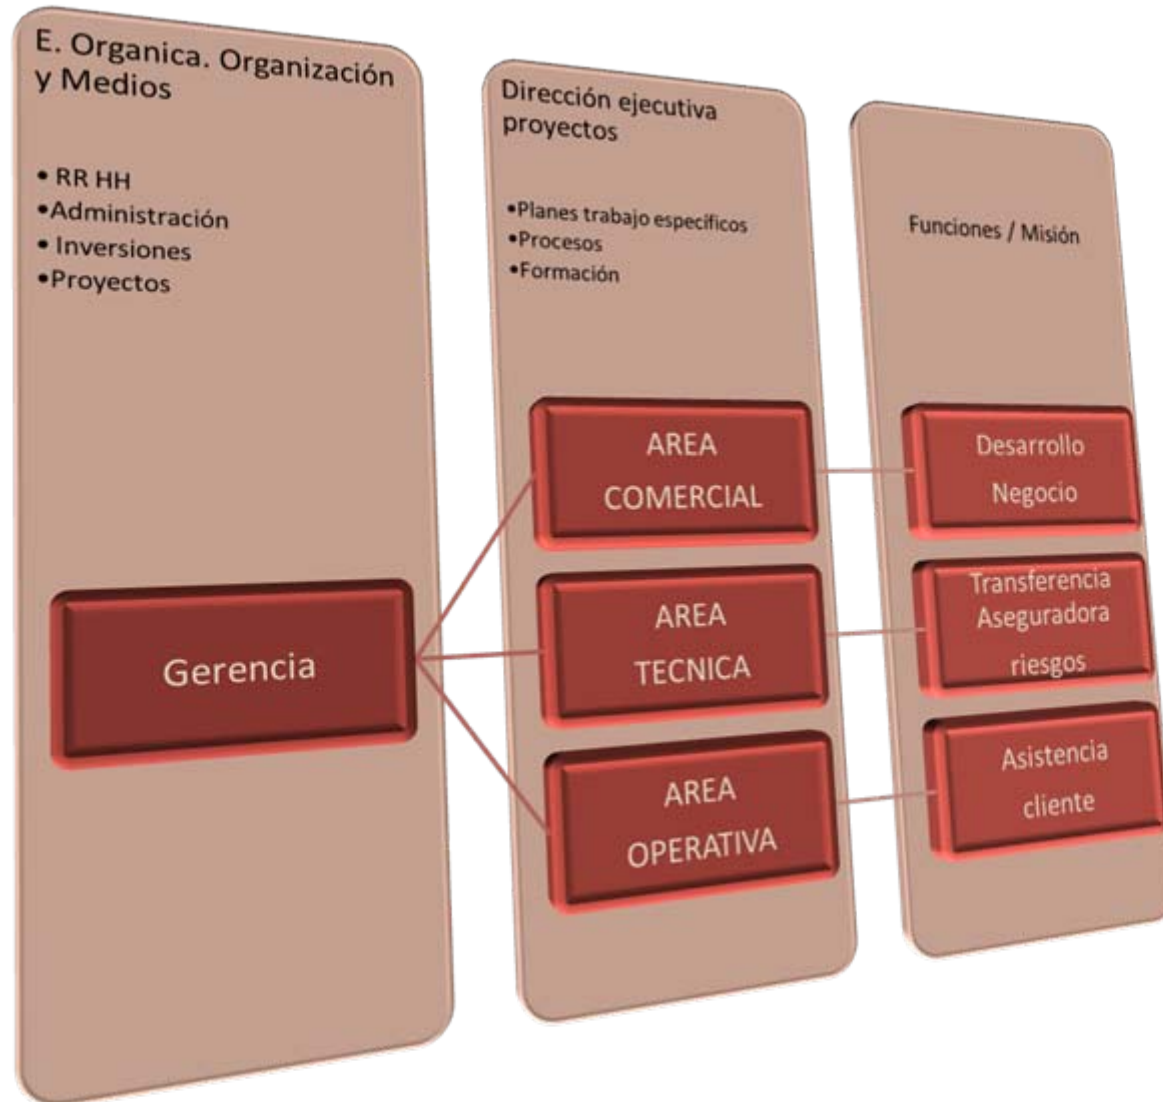 E. Organica. Organización
y Medios
• RR HH
•Administración
• Inversiones
•Proyectos
Gerencia
Dirección ejecutiva
proyectos
•Planes trabajo específicos
•Procesos
•Formación
AREA
COMERCIAL
AREA
TECNICA
AREA
OPERATIVA
Funciones / Misión
Desarrollo
Negocio
Transferencia
Aseguradora
riesgos
Asistencia
cliente